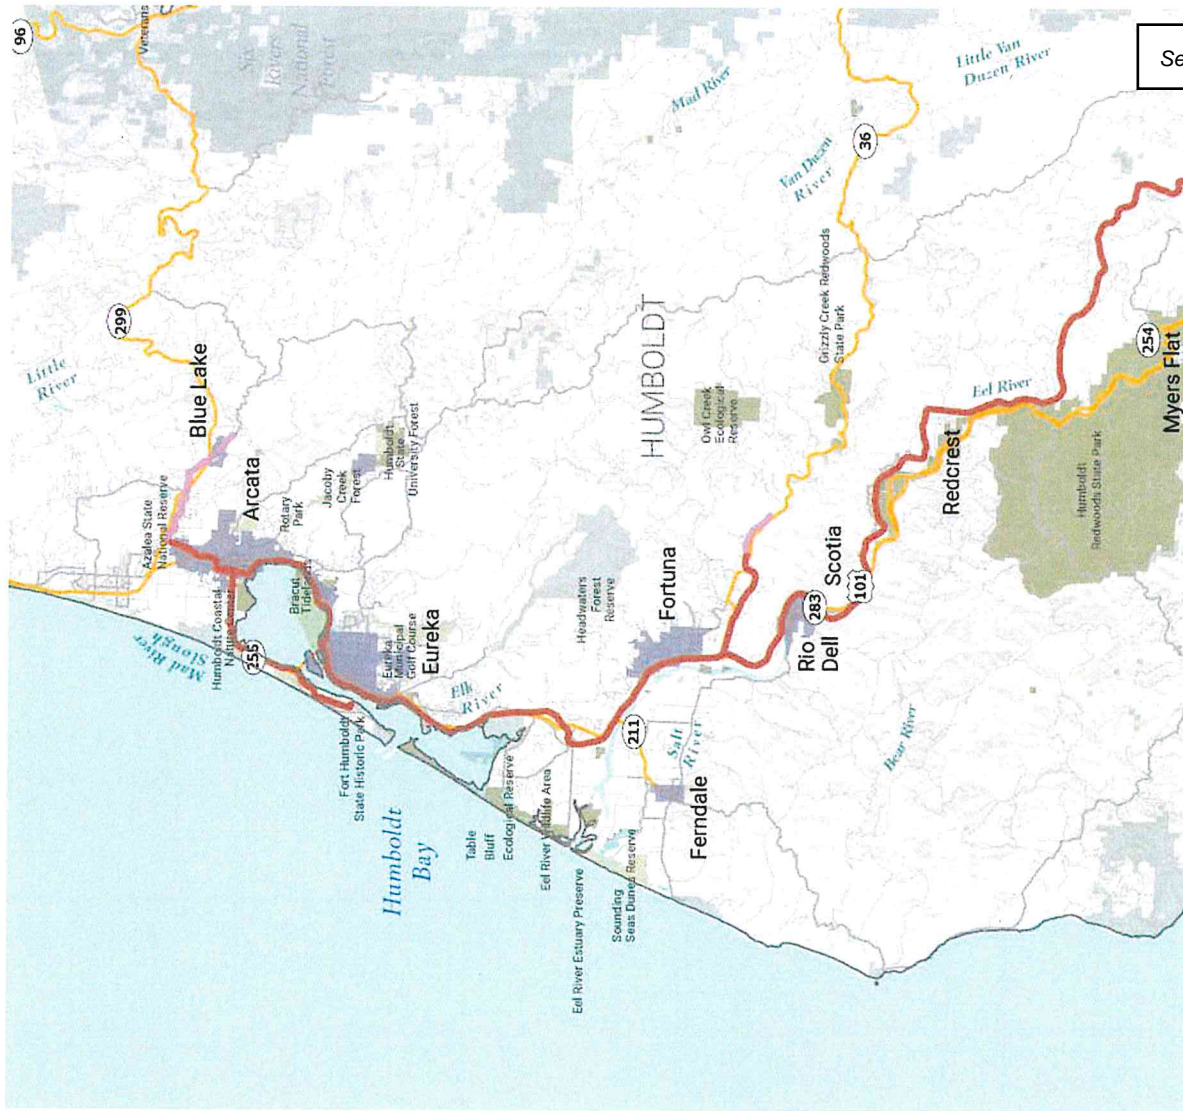 96
Veterans
Six
Rivers
National
Forest
Little Van
Duzen River
Se
Mad River
299
Little
River
Blue Lake
Van Duzen
River
36
Azalea State
National Reserve
Arcata
Rotary
Park
Jacoby
Creek
Forest
Humboldt
State
University Forest
HUMBOLDT
Grizzly Creek Redwoods
State Park
Owl Creek
Ecological
Reserve
Humboldt Coastal
Nature Center
Mad River
Slough
255
Bracut
Eureka
Municipal
Golf Course
Eureka
Headwaters
Forest
Reserve
Fortuna
Eel River
254
Myers Flat
Redcrest
Humboldt
Redwoods State Park
Scotia
101
283
Rio
Dell
Elk
River
Fort Humboldt
State Historic Park
211
Salt
River
Bear River
Humboldt
Bay
Table
Bluff
Ecological Reserve
Eel River Wildlife Area
Ferndale
Eel River Estuary Preserve
Sounding
Seas Dunes Reserve